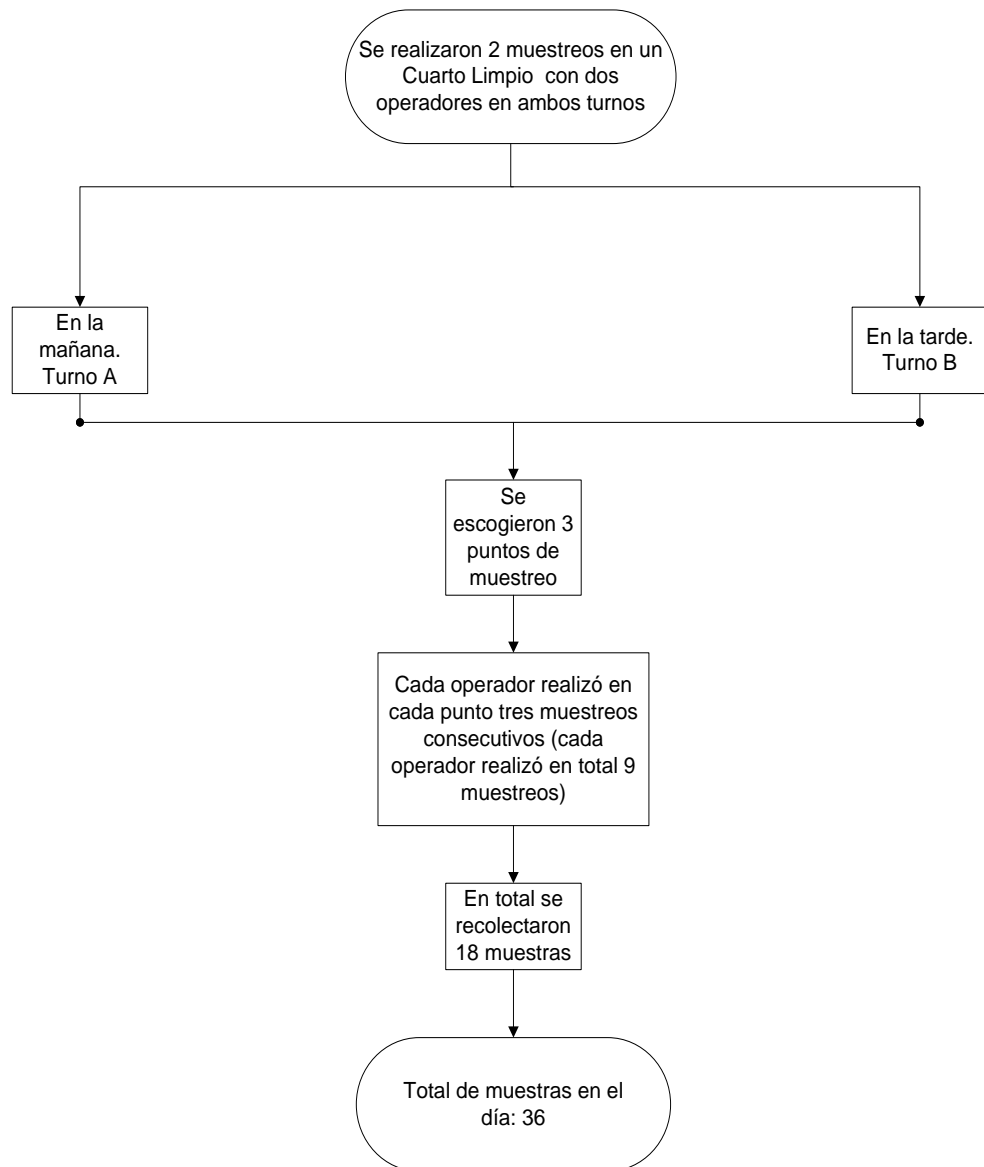 Se realizaron 2 muestreos en un
Cuarto Limpio con dos
operadores en ambos turnos
En la
mañana.
Turno A
En la tarde.
Turno B
Se
escogieron 3
puntos de
muestreo
Cada operador realizó en
cada punto tres muestreos
consecutivos (cada
operador realizó en total 9
muestreos)
En total se
recolectaron
18 muestras
Total de muestras en el
día: 36